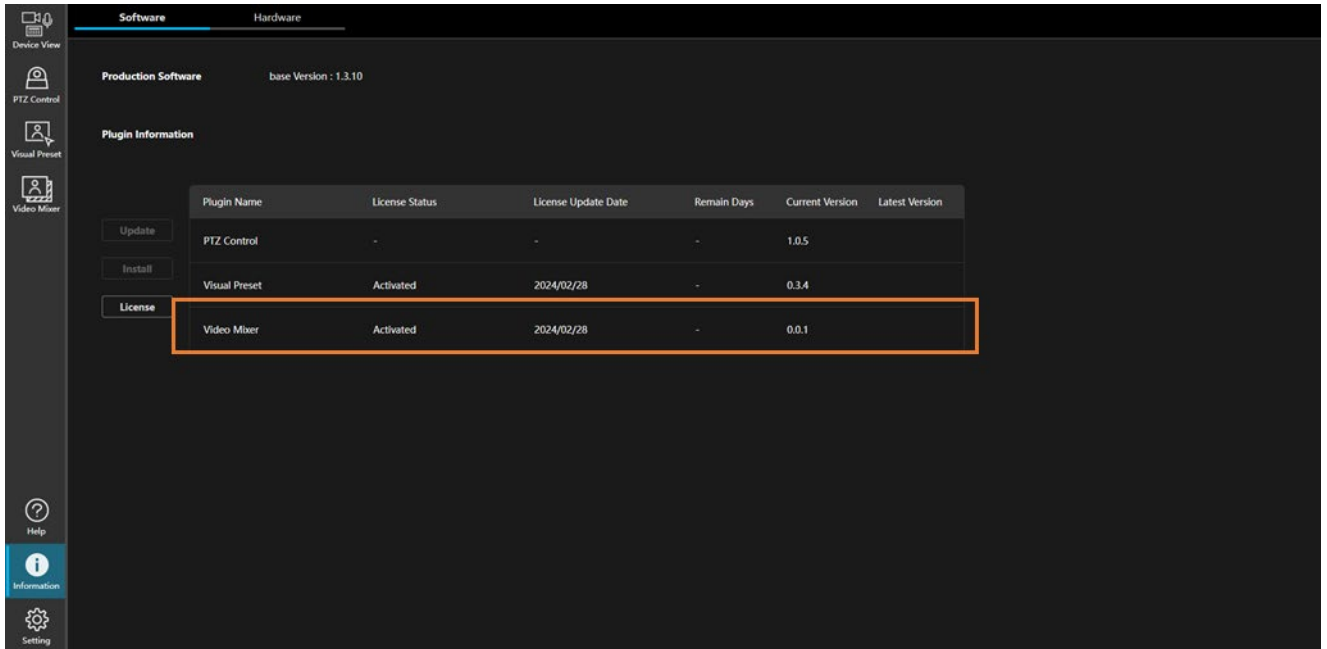 Device View
PTZ Control
Visual Preset
Video Mixer
Help
Information
Setting
Software Hardware
Production Software base Version : 1.3.10
Plugin Information
Update
Install
License
Plugin Name License Status License Update Date Remain Days Current Version Latest Version
PTZ Control - - - 1.0.5
Visual Preset Activated 2024/02/28 - 0.3.4
Video Mixer Activated 2024/02/28 - 0.0.1